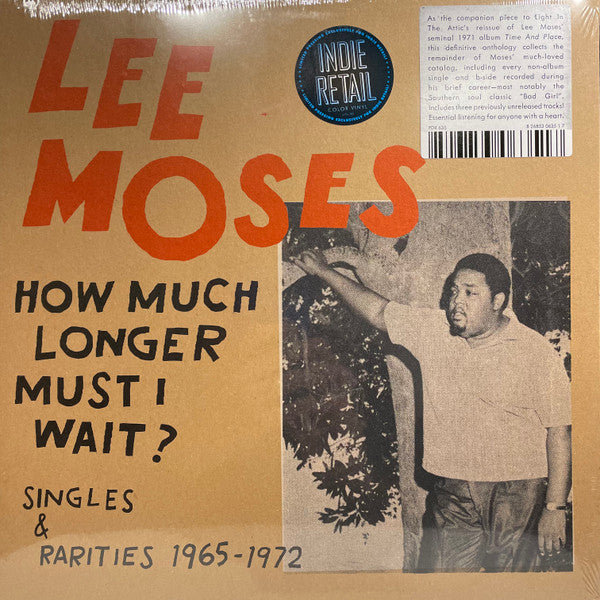 LEE
MOSES
INDIE
RETAIL
COLOR VINYL
As the companion piece to Light In
The Attic's reissue of Lee Moses'
seminal 1971 album Time And Place,
this definitive anthology collects the
remainder of Moses' much-loved
catalog, including every non-album
single and b-side recorded during
his brief career—most notably the
Southern soul classic "Bad Girl".
Includes three previously unreleased tracks!
Essential listening for anyone with a heart.
HOW MUCH
LONGER
MUST I
WAIT?
SINGLES
&
RARITIES 1965-1972